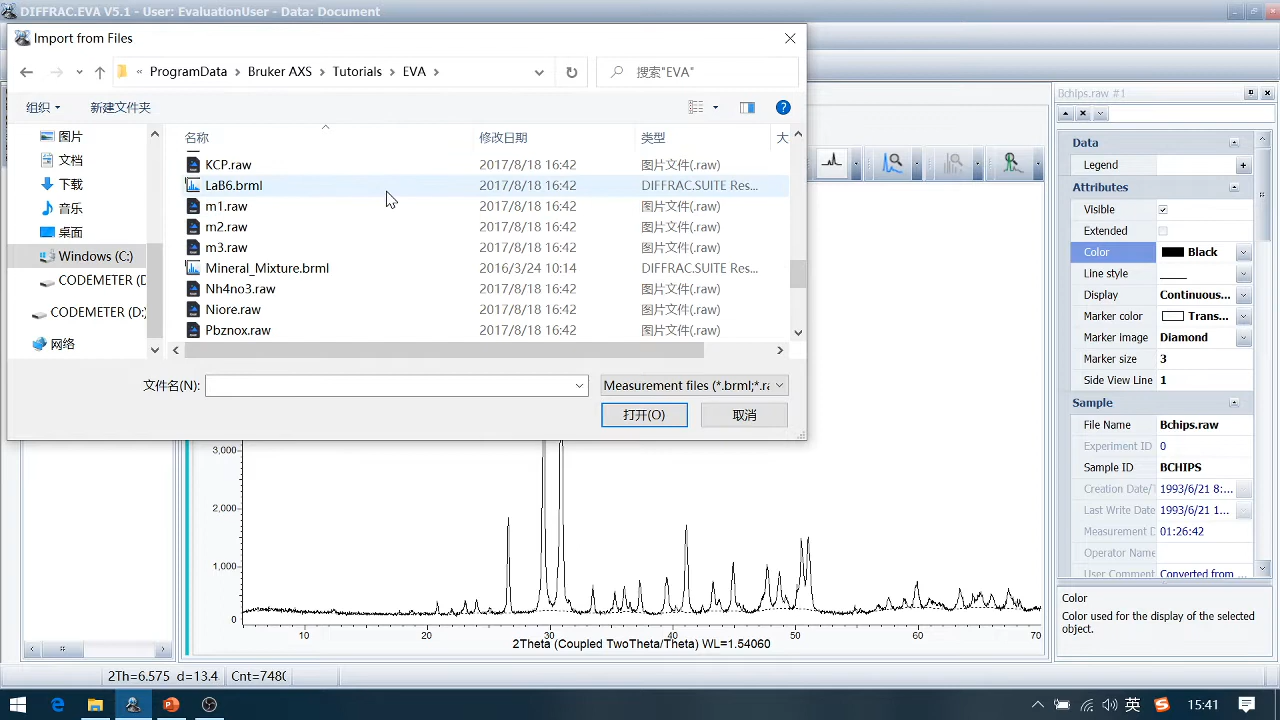 DIFFRAC.EVA V5.1 - User: EvaluationUser - Data: Document
Import from Files
« ProgramData › Bruker AXS › Tutorials › EVA ›
搜索"EVA"
组织
新建文件夹
图片
文档
下载
音乐
桌面
Windows (C:)
CODEMETER (D
CODEMETER (D:)
网络
名称 修改日期 类型 大
KCP.raw 2017/8/18 16:42 图片文件(.raw)
LaB6.brml 2017/8/18 16:42 DIFFRAC.SUITE Res...
m1.raw 2017/8/18 16:42 图片文件(.raw)
m2.raw 2017/8/18 16:42 图片文件(.raw)
m3.raw 2017/8/18 16:42 图片文件(.raw)
Mineral_Mixture.brml 2016/3/24 10:14 DIFFRAC.SUITE Res...
Nh4no3.raw 2017/8/18 16:42 图片文件(.raw)
Niore.raw 2017/8/18 16:42 图片文件(.raw)
Pbznox.raw 2017/8/18 16:42 图片文件(.raw)
文件名(N):
Measurement files (*.brml;*.ra
打开(O)
取消
3,000
2,000
1,000
0
10 20 30 40 50 60 70
2Theta (Coupled TwoTheta/Theta) WL=1.54060
Bchips.raw #1
Data
Legend
Attributes
Visible
Extended
Color Black
Line style
Display Continuous...
Marker color Trans...
Marker image Diamond
Marker size 3
Side View Line 1
Sample
File Name Bchips.raw
Experiment ID 0
Sample ID BCHIPS
Creation Date/T 1993/6/21 8:...
Last Write Date 1993/6/21 1...
Measurement D 01:26:42
Operator Name
User Comment Converted from ...
Color
Color used for the display of the selected
object.
2Th=6.575 d=13.4 Cnt=7480
英
15:41